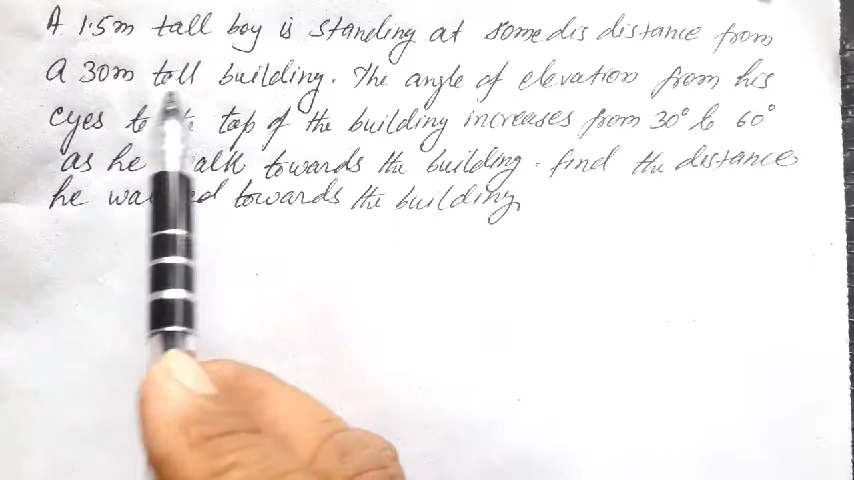 A 1.5m tall boy is standing at some dis distance from
a 30m tall building. The angle of elevation from his
eyes to top of the building increases from 30° to 60°
as he towards the building. find the distance
he towards the building.